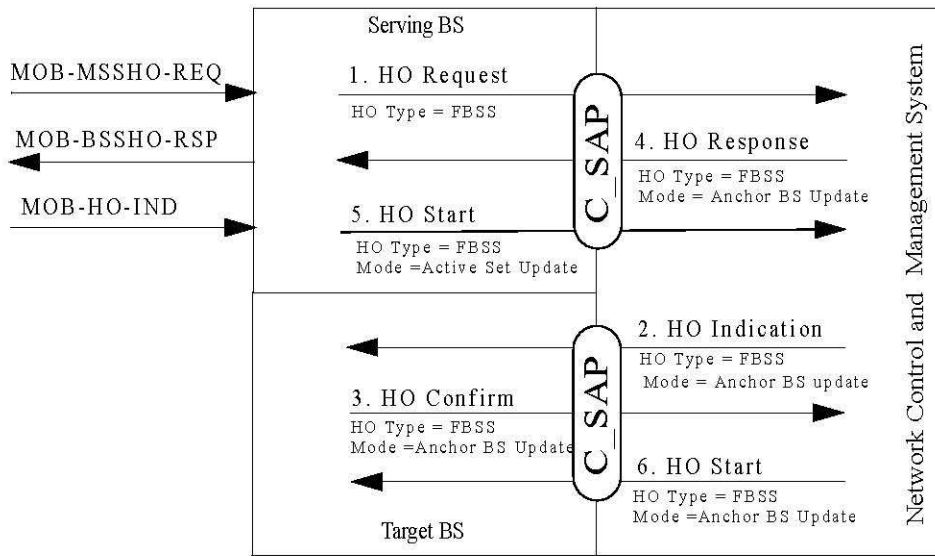 Serving BS
MOB-MSSHO-REQ
MOB-BSSHO-RSP
MOB-HO-IND
1. HO Request
HO Type = FBSS
4. HO Response
HO Type = FBSS
Mode = Anchor BS Update
5. HO Start
HO Type = FBSS
Mode =Active Set Update
C_SAP
2. HO Indication
HO Type = FBSS
Mode = Anchor BS update
3. HO Confirm
HO Type = FBSS
Mode =Anchor BS Update
6. HO Start
HO Type = FBSS
Mode =Anchor BS Update
C_SAP
Target BS
Network Control and Management System